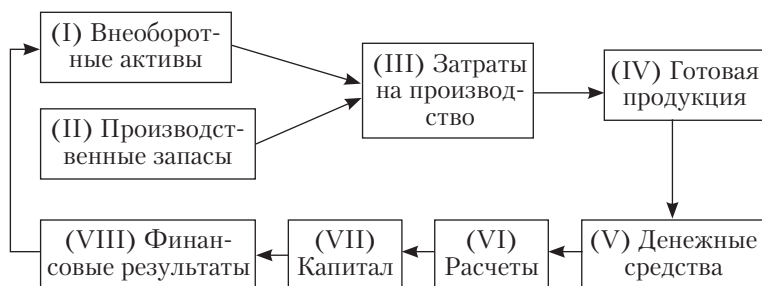 (I) Внеоборот-
ные активы
(II) Производст-
венные запасы
(III) Затраты
на производ-
ство
(IV) Готовая
продукция
(V) Денежные
средства
(VI)
Расчеты
(VII)
Капитал
(VIII) Финан-
совые результаты